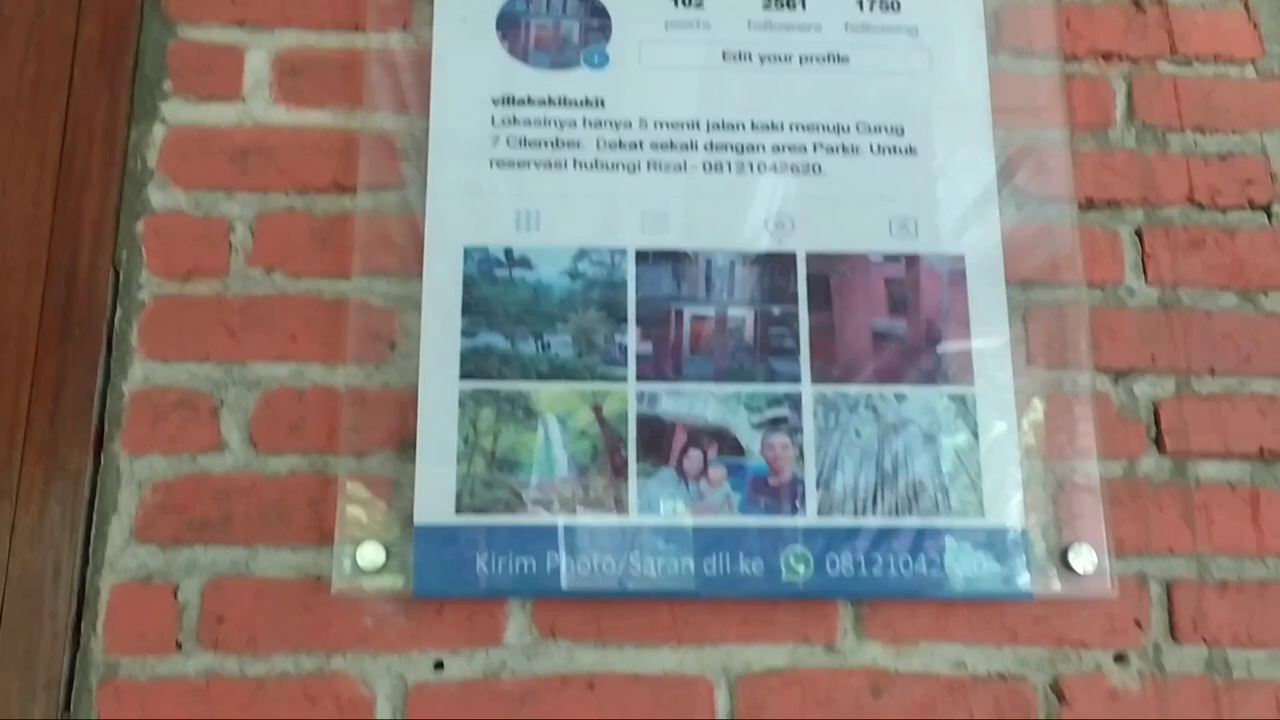 102 2561 1750
posts followers following
Edit your profile
villakakibukit
Lokasinya hanya 5 menit jalan kaki menuju Curug
7 Cilember. Dekat sekali dengan area Parkir. Untuk
reservasi hubungi Rizal - 08121042620.
Kirim Photo/Saran dll ke 08121042620